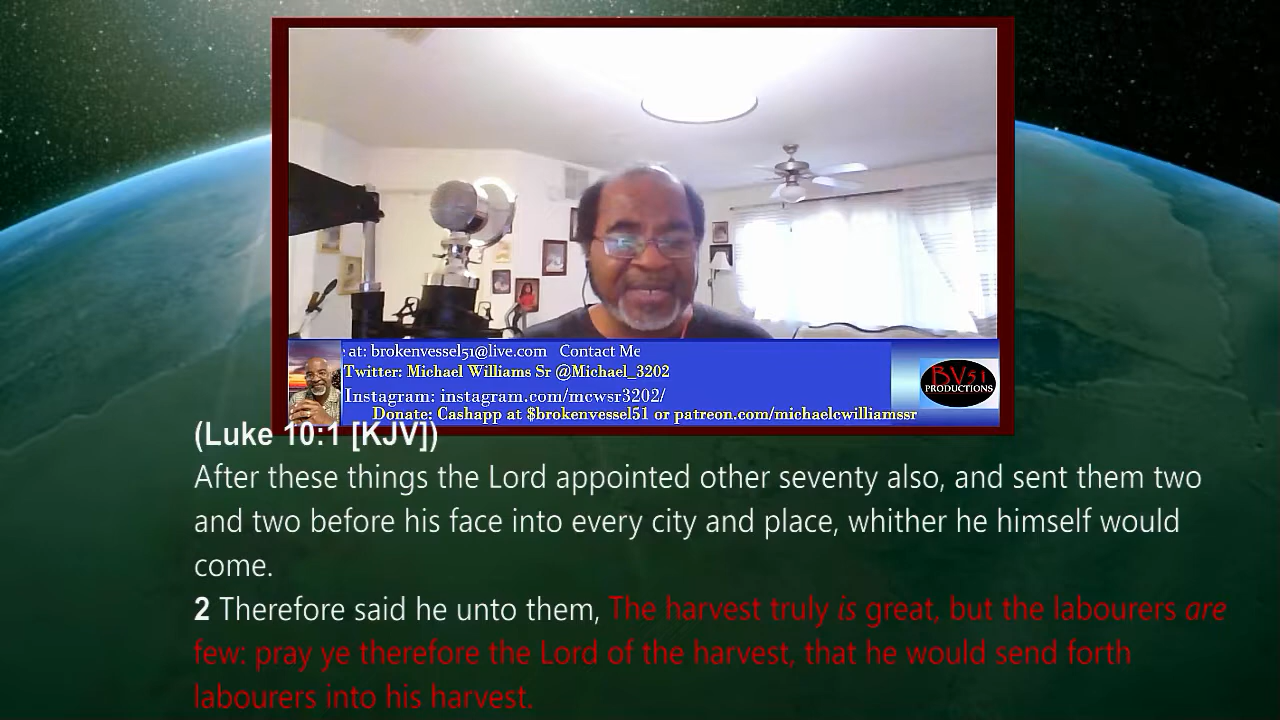 at: brokenvessel51@live.com   Contact Me
Twitter: Michael Williams Sr @Michael_3202
Instagram: instagram.com/mcwsr3202/
Donate: Cashapp at $brokenvessel51 or patreon.com/michaelcwilliamssr
BV51
PRODUCTIONS
(Luke 10:1 [KJV])
After these things the Lord appointed other seventy also, and sent them two
and two before his face into every city and place, whither he himself would
come.
2 Therefore said he unto them, The harvest truly is great, but the labourers are
few: pray ye therefore the Lord of the harvest, that he would send forth
labourers into his harvest.